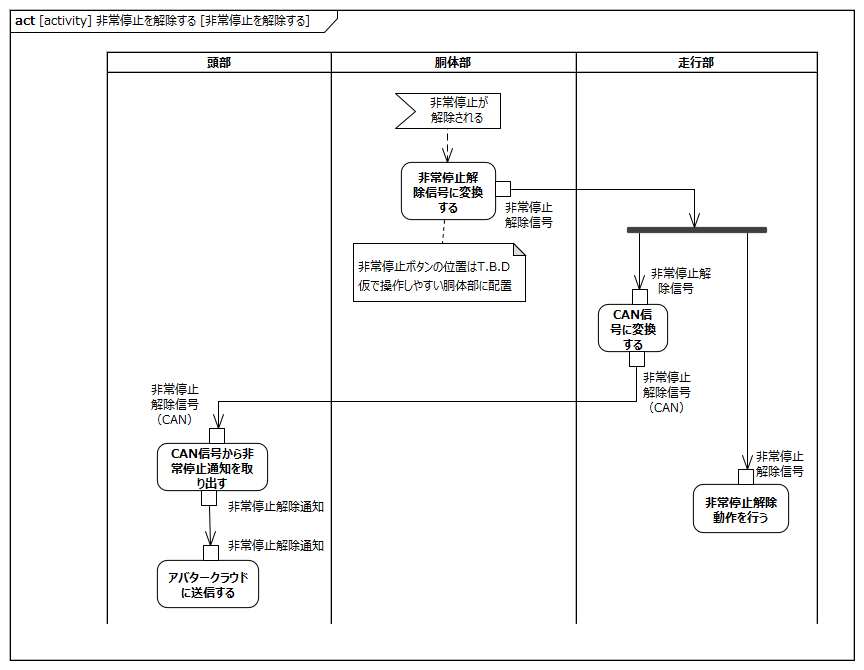 act [activity] 非常停止を解除する [非常停止を解除する]
頭部
胴体部
走行部
非常停止が
解除される
非常停止解
除信号に変換
する
非常停止
解除信号
非常停止ボタンの位置はT.B.D
仮で操作しやすい胴体部に配置
非常停止解
除信号
CAN信
号に変換
する
非常停止
解除信号
（CAN）
非常停止
解除信号
（CAN）
CAN信号から非
常停止通知を取
り出す
非常停止解除通知
非常停止解除通知
アバタークラウド
に送信する
非常停止
解除信号
非常停止解除
動作を行う